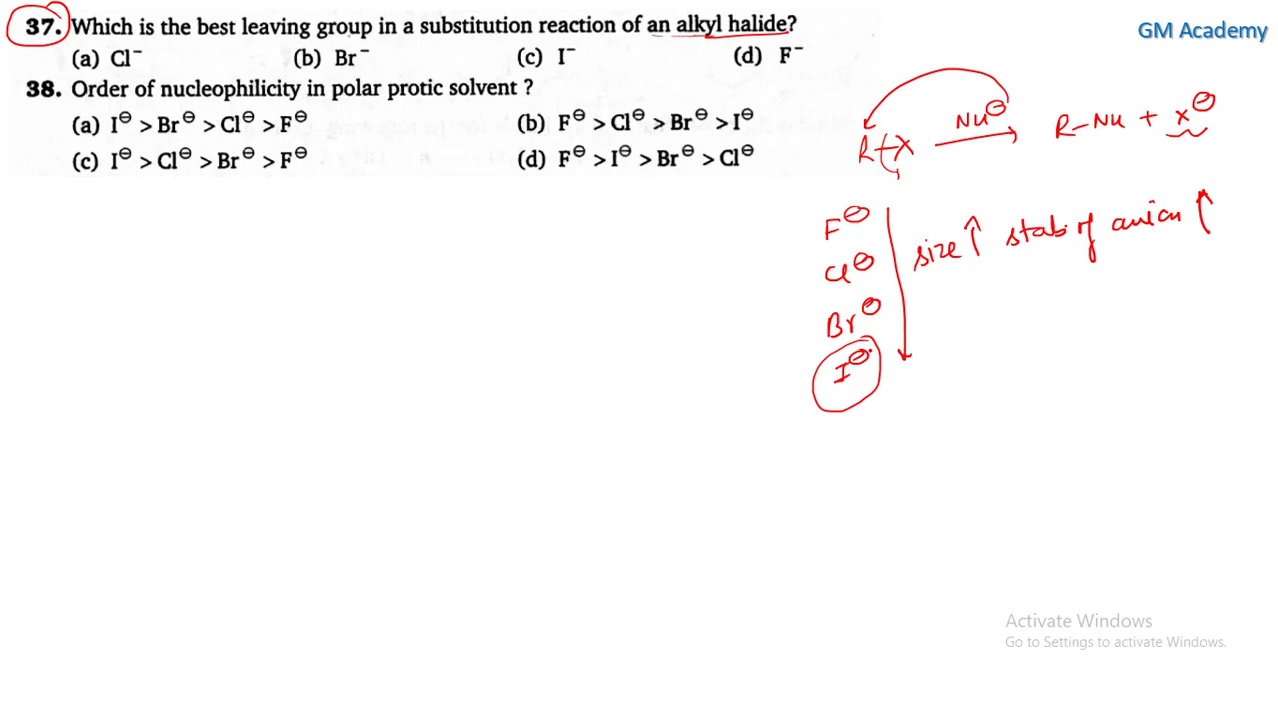 37. Which is the best leaving group in a substitution reaction of an alkyl halide?
GM Academy
(a) Cl⁻ (b) Br⁻ (c) I⁻ (d) F⁻
38. Order of nucleophilicity in polar protic solvent ?
(a) I⊖ > Br⊖ > Cl⊖ > F⊖ (b) F⊖ > Cl⊖ > Br⊖ > I⊖
(c) I⊖ > Cl⊖ > Br⊖ > F⊖ (d) F⊖ > I⊖ > Br⊖ > Cl⊖
R-X Nu⊖ → R-Nu + X⊖
F⊖
Cl⊖
Br⊖
I⊖
size ↑ stab of anion ↑
Activate Windows
Go to Settings to activate Windows.